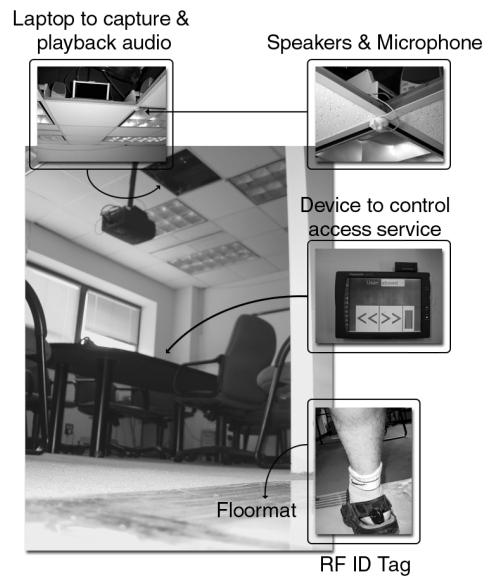 Laptop to capture &
playback audio
Speakers & Microphone
Device to control
access service
<< >>
Floormat
RF ID Tag